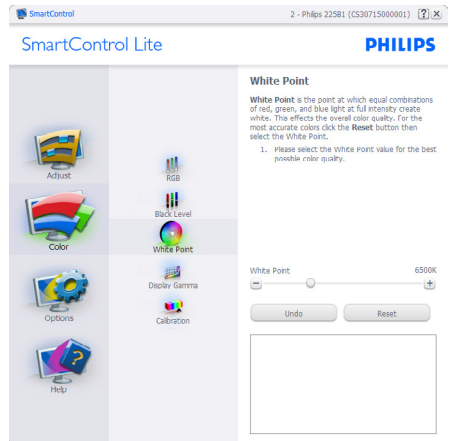 SmartControl
2 - Philips 225B1 (CS30715000001)
SmartControl Lite
PHILIPS
Adjust
Color
Options
Help
RGB
Black Level
White Point
Display Gamma
Calibration
White Point
White Point is the point at which equal combinations
of red, green, and blue light at full intensity create
white. This effects the overall color quality. For the
most accurate colors click the Reset button then
select the White Point.
1. Please select the White Point value for the best
possible color quality.
White Point 6500K
Undo Reset